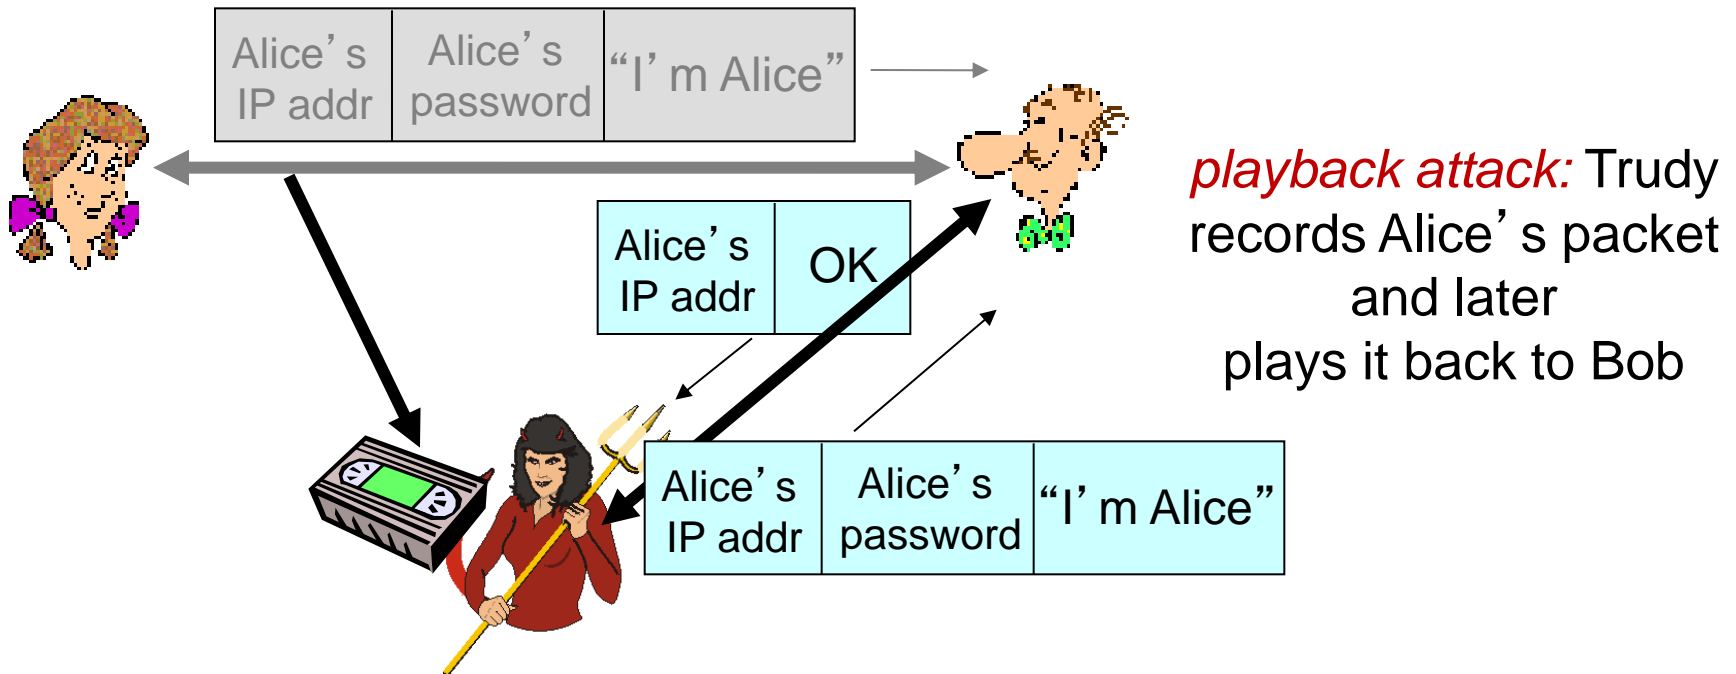 Alice’s
IP addr
Alice’s
password
“I’m Alice”
playback attack: Trudy
records Alice’s packet
and later
plays it back to Bob
Alice’s
IP addr
OK
Alice’s
IP addr
Alice’s
password
“I’m Alice”